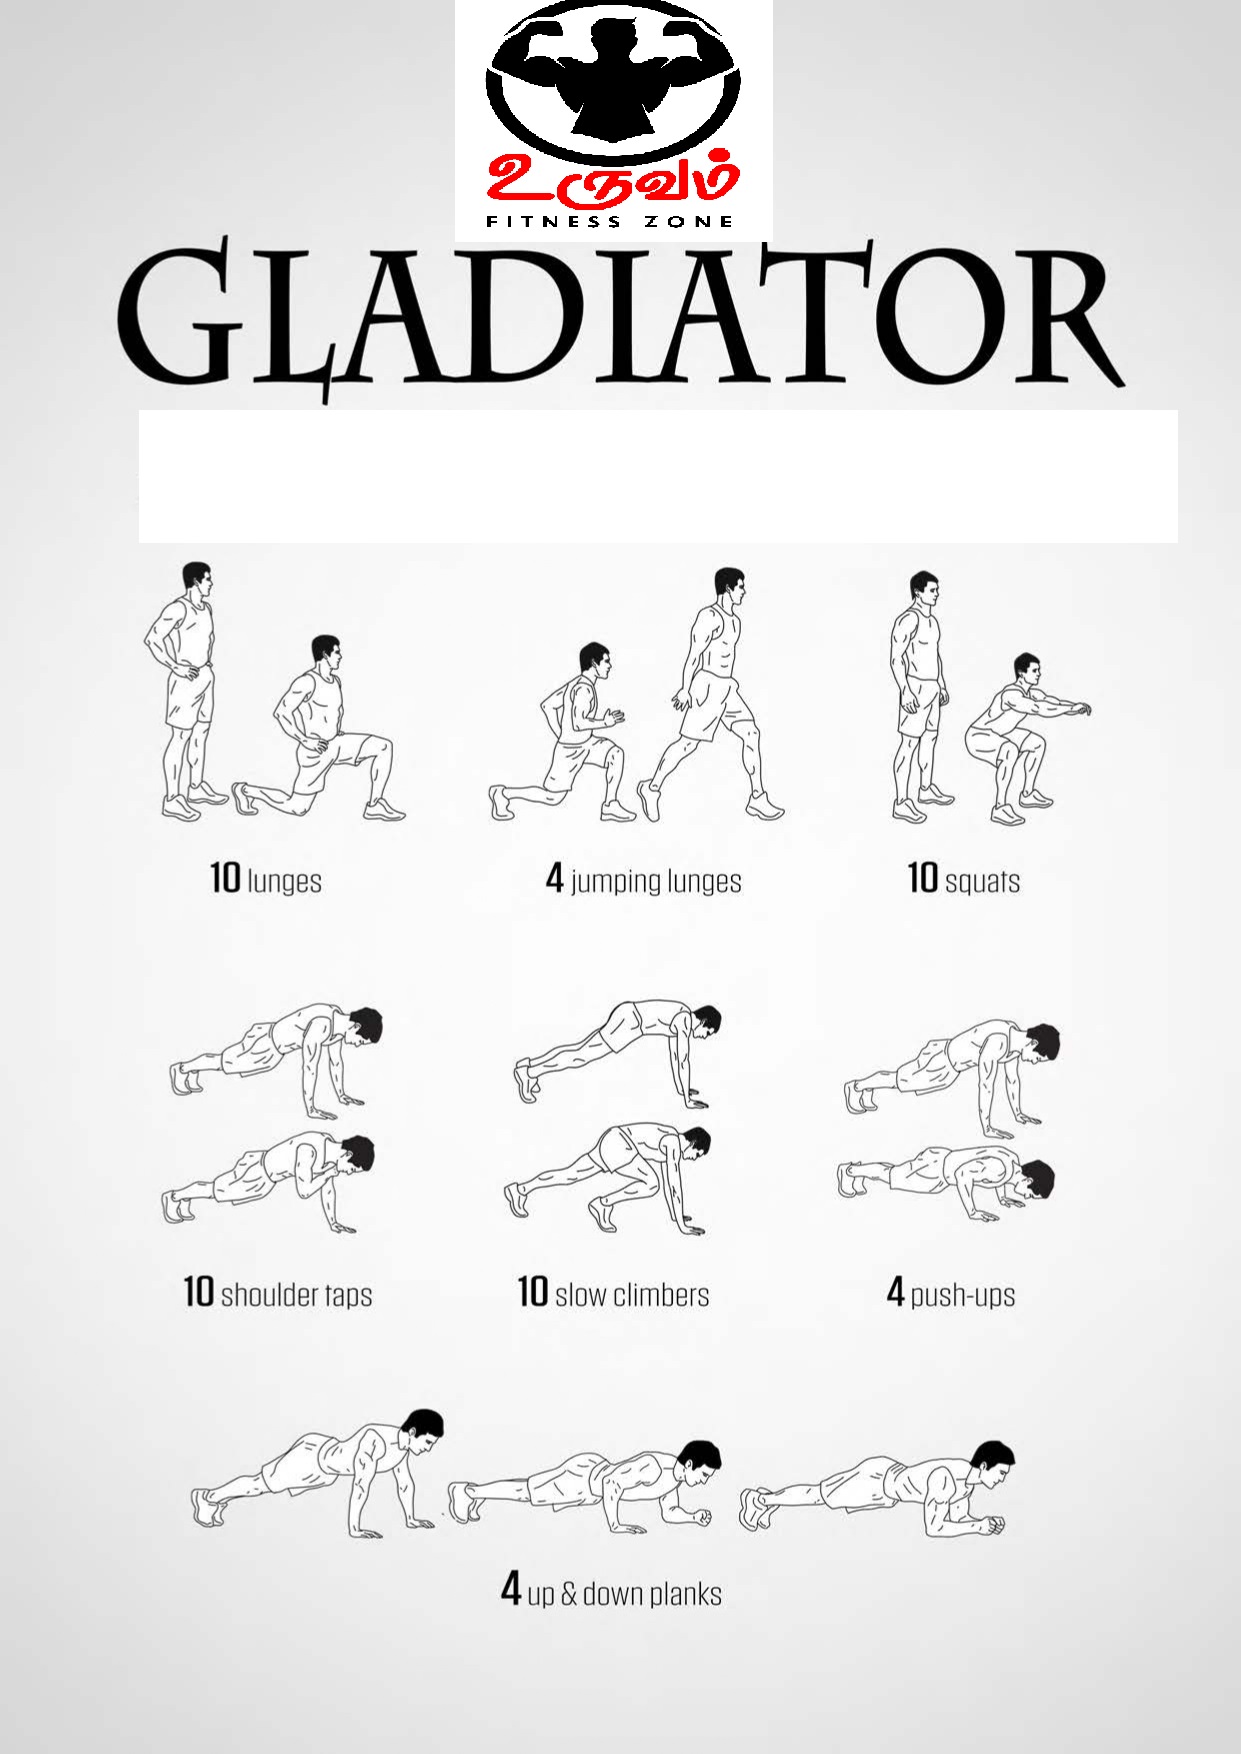 உருவம்
FITNESS ZONE
GLADIATOR
10 lunges
4 jumping lunges
10 squats
10 shoulder taps
10 slow climbers
4 push-ups
4 up & down planks